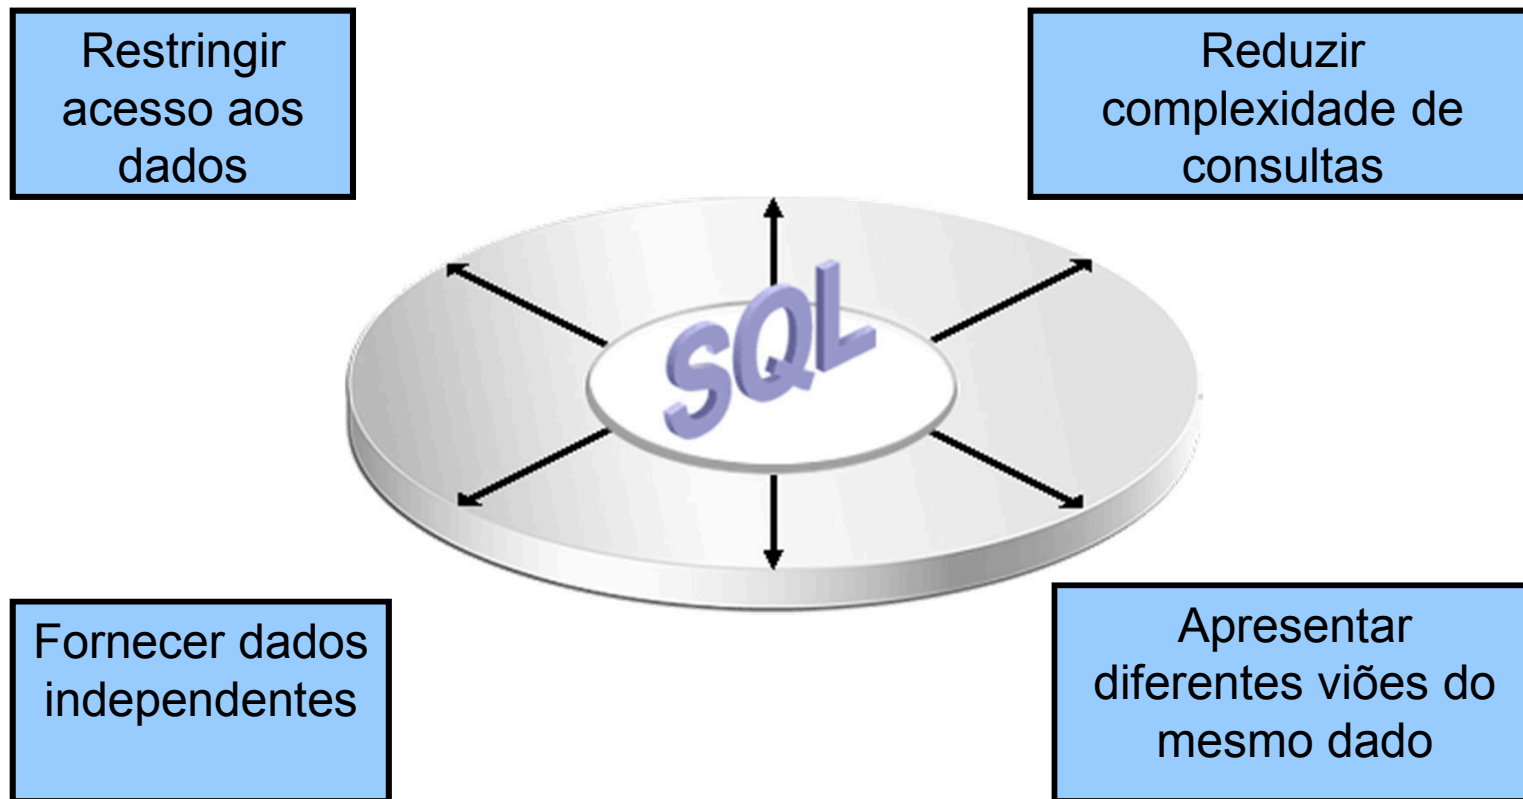 Restringir
acesso aos
dados
Reduzir
complexidade de
consultas
SQL
Fornecer dados
independentes
Apresentar
diferentes viões do
mesmo dado